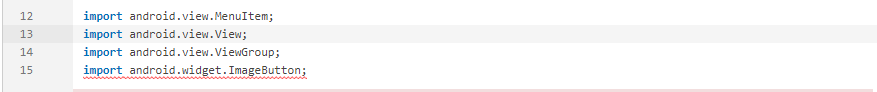 12 import android.view.MenuItem;
13 import android.view.View;
14 import android.view.ViewGroup;
15 import android.widget.ImageButton;